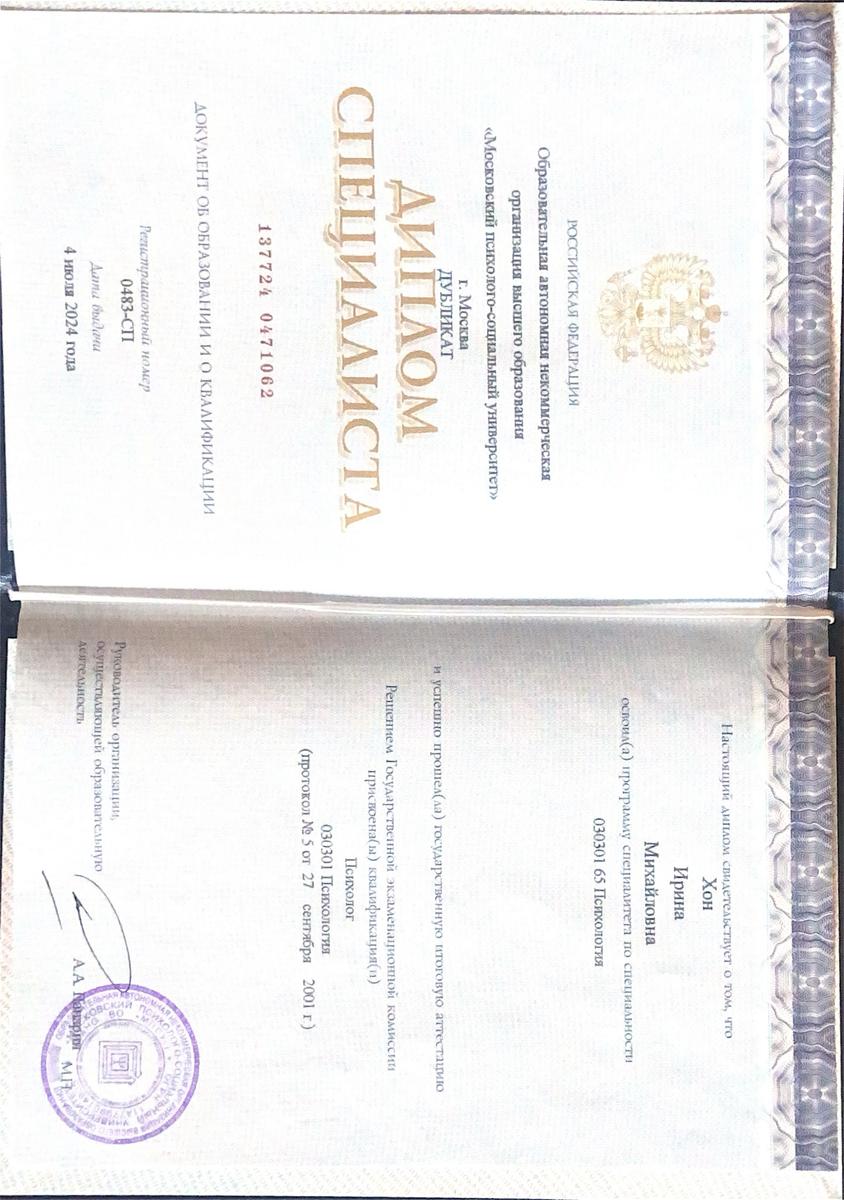 РОССИЙСКАЯ ФЕДЕРАЦИЯ
Образовательная автономная некоммерческая
организация высшего образования
«Московский психолого-социальный университет»
г. Москва
ДУБЛИКАТ
ДИПЛОМ
СПЕЦИАЛИСТА
137724 0471062
ДОКУМЕНТ ОБ ОБРАЗОВАНИИ И О КВАЛИФИКАЦИИ
Регистрационный номер
0483-СП
Дата выдачи
4 июля 2024 года
Настоящий диплом свидетельствует о том, что
Хон
Ирина
Михайловна
освоил(а) программу специалитета по специальности
030301 65 Психология
и успешно прошел(ла) государственную итоговую аттестацию
Решением Государственной экзаменационной комиссии
присвоена(ы) квалификация(и)
Психолог
030301 Психология
(протокол № 5 от 27 сентября 2001 г.)
Руководитель организации,
осуществляющей образовательную
деятельность
А.А.
М.П.